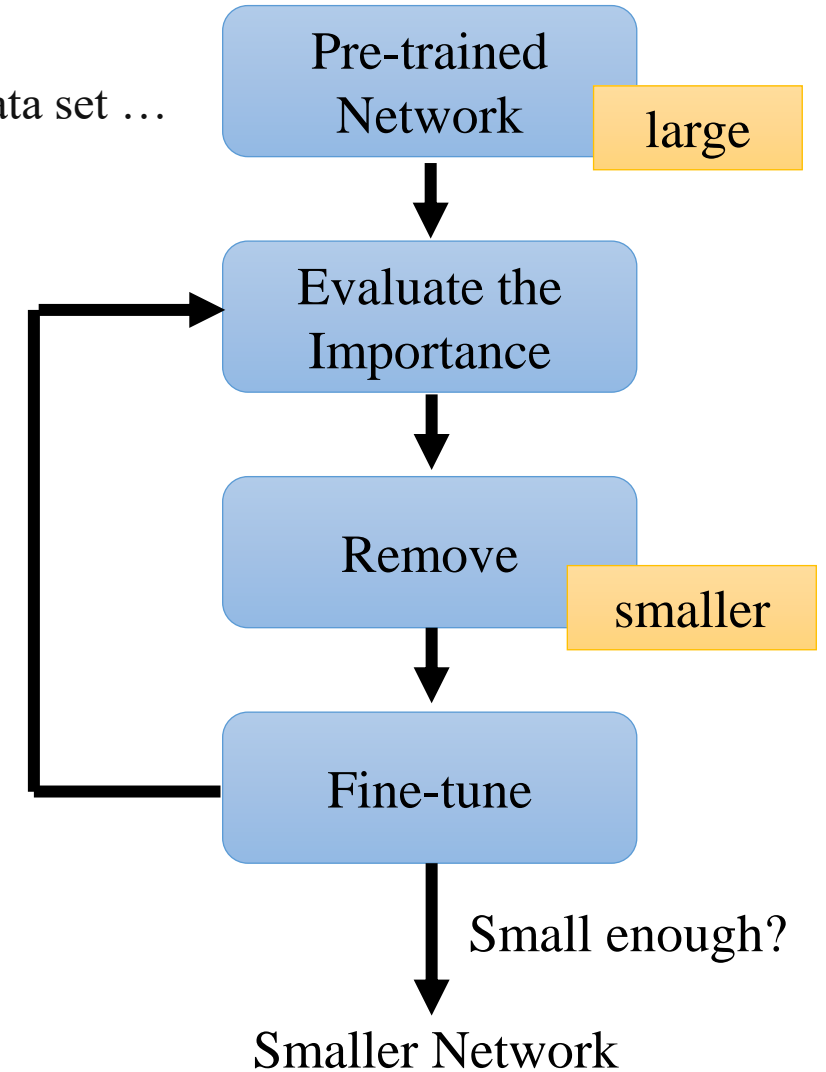 Pre-trained
Network
ata set …
large
Evaluate the
Importance
Remove
smaller
Fine-tune
Small enough?
Smaller Network